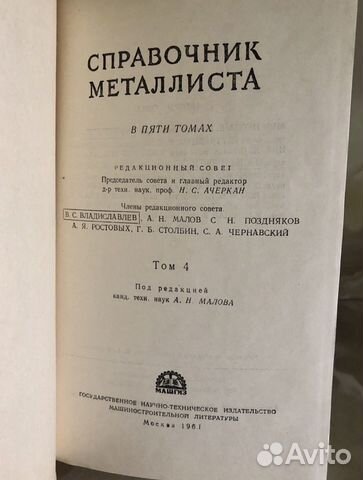 СПРАВОЧНИК
МЕТАЛЛИСТА
В ПЯТИ ТОМАХ
РЕДАКЦИОННЫЙ СОВЕТ
Председатель совета и главный редактор
д-р техн. наук, проф. Н. С. АЧЕРКАН
Члены редакционного совета
В. С. ВЛАДИСЛАВЛЕВ, А. Н. МАЛОВ С Н. ПОЗДНЯКОВ
А. Я. РОСТОВЫХ, Г. Б. СТОЛБИН, С. А. ЧЕРНАВСКИЙ
Том 4
Под редакцией
канд. техн. наук А. Н МАЛОВА
МАШГИЗ
ГОСУДАРСТВЕННОЕ НАУЧНО-ТЕХНИЧЕСКОЕ ИЗДАТЕЛЬСТВО
МАШИНОСТРОИТЕЛЬНОЙ ЛИТЕРАТУРЫ
Москва 1961
Avito